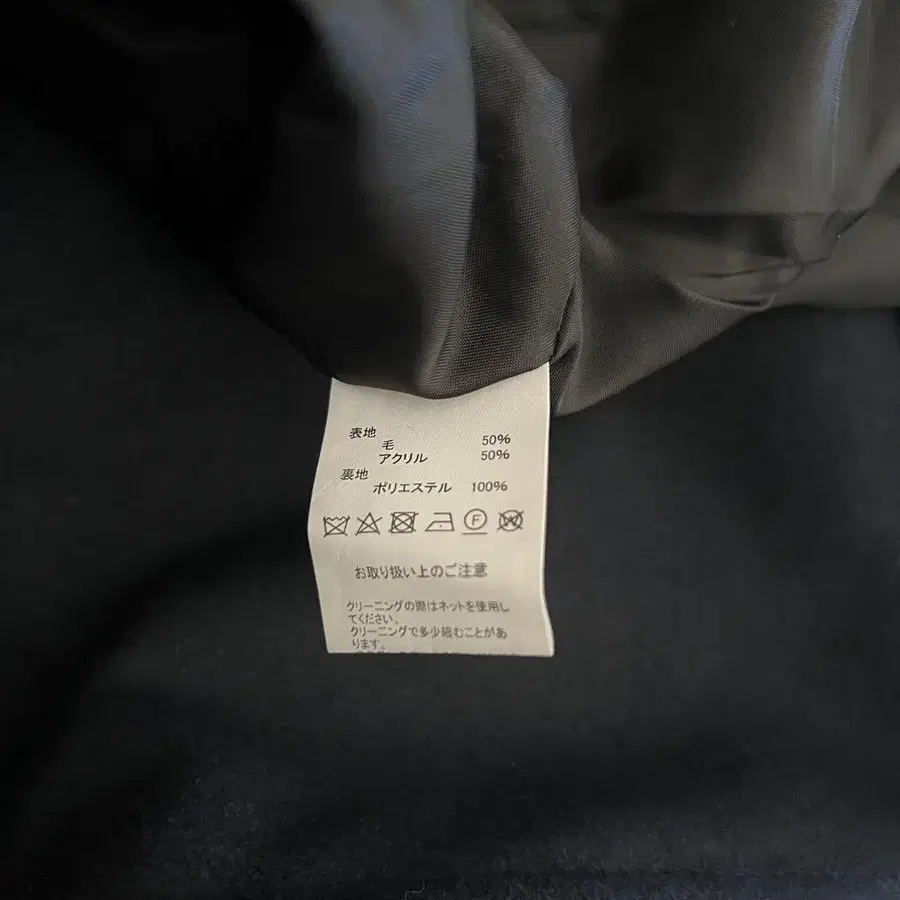 表地
毛 50%
アクリル 50%
裏地
ポリエステル 100%
F W
お取り扱い上のご注意
クリーニングの際はネットを使用し
てください。
クリーニングで多少縮むことがあ
ります。